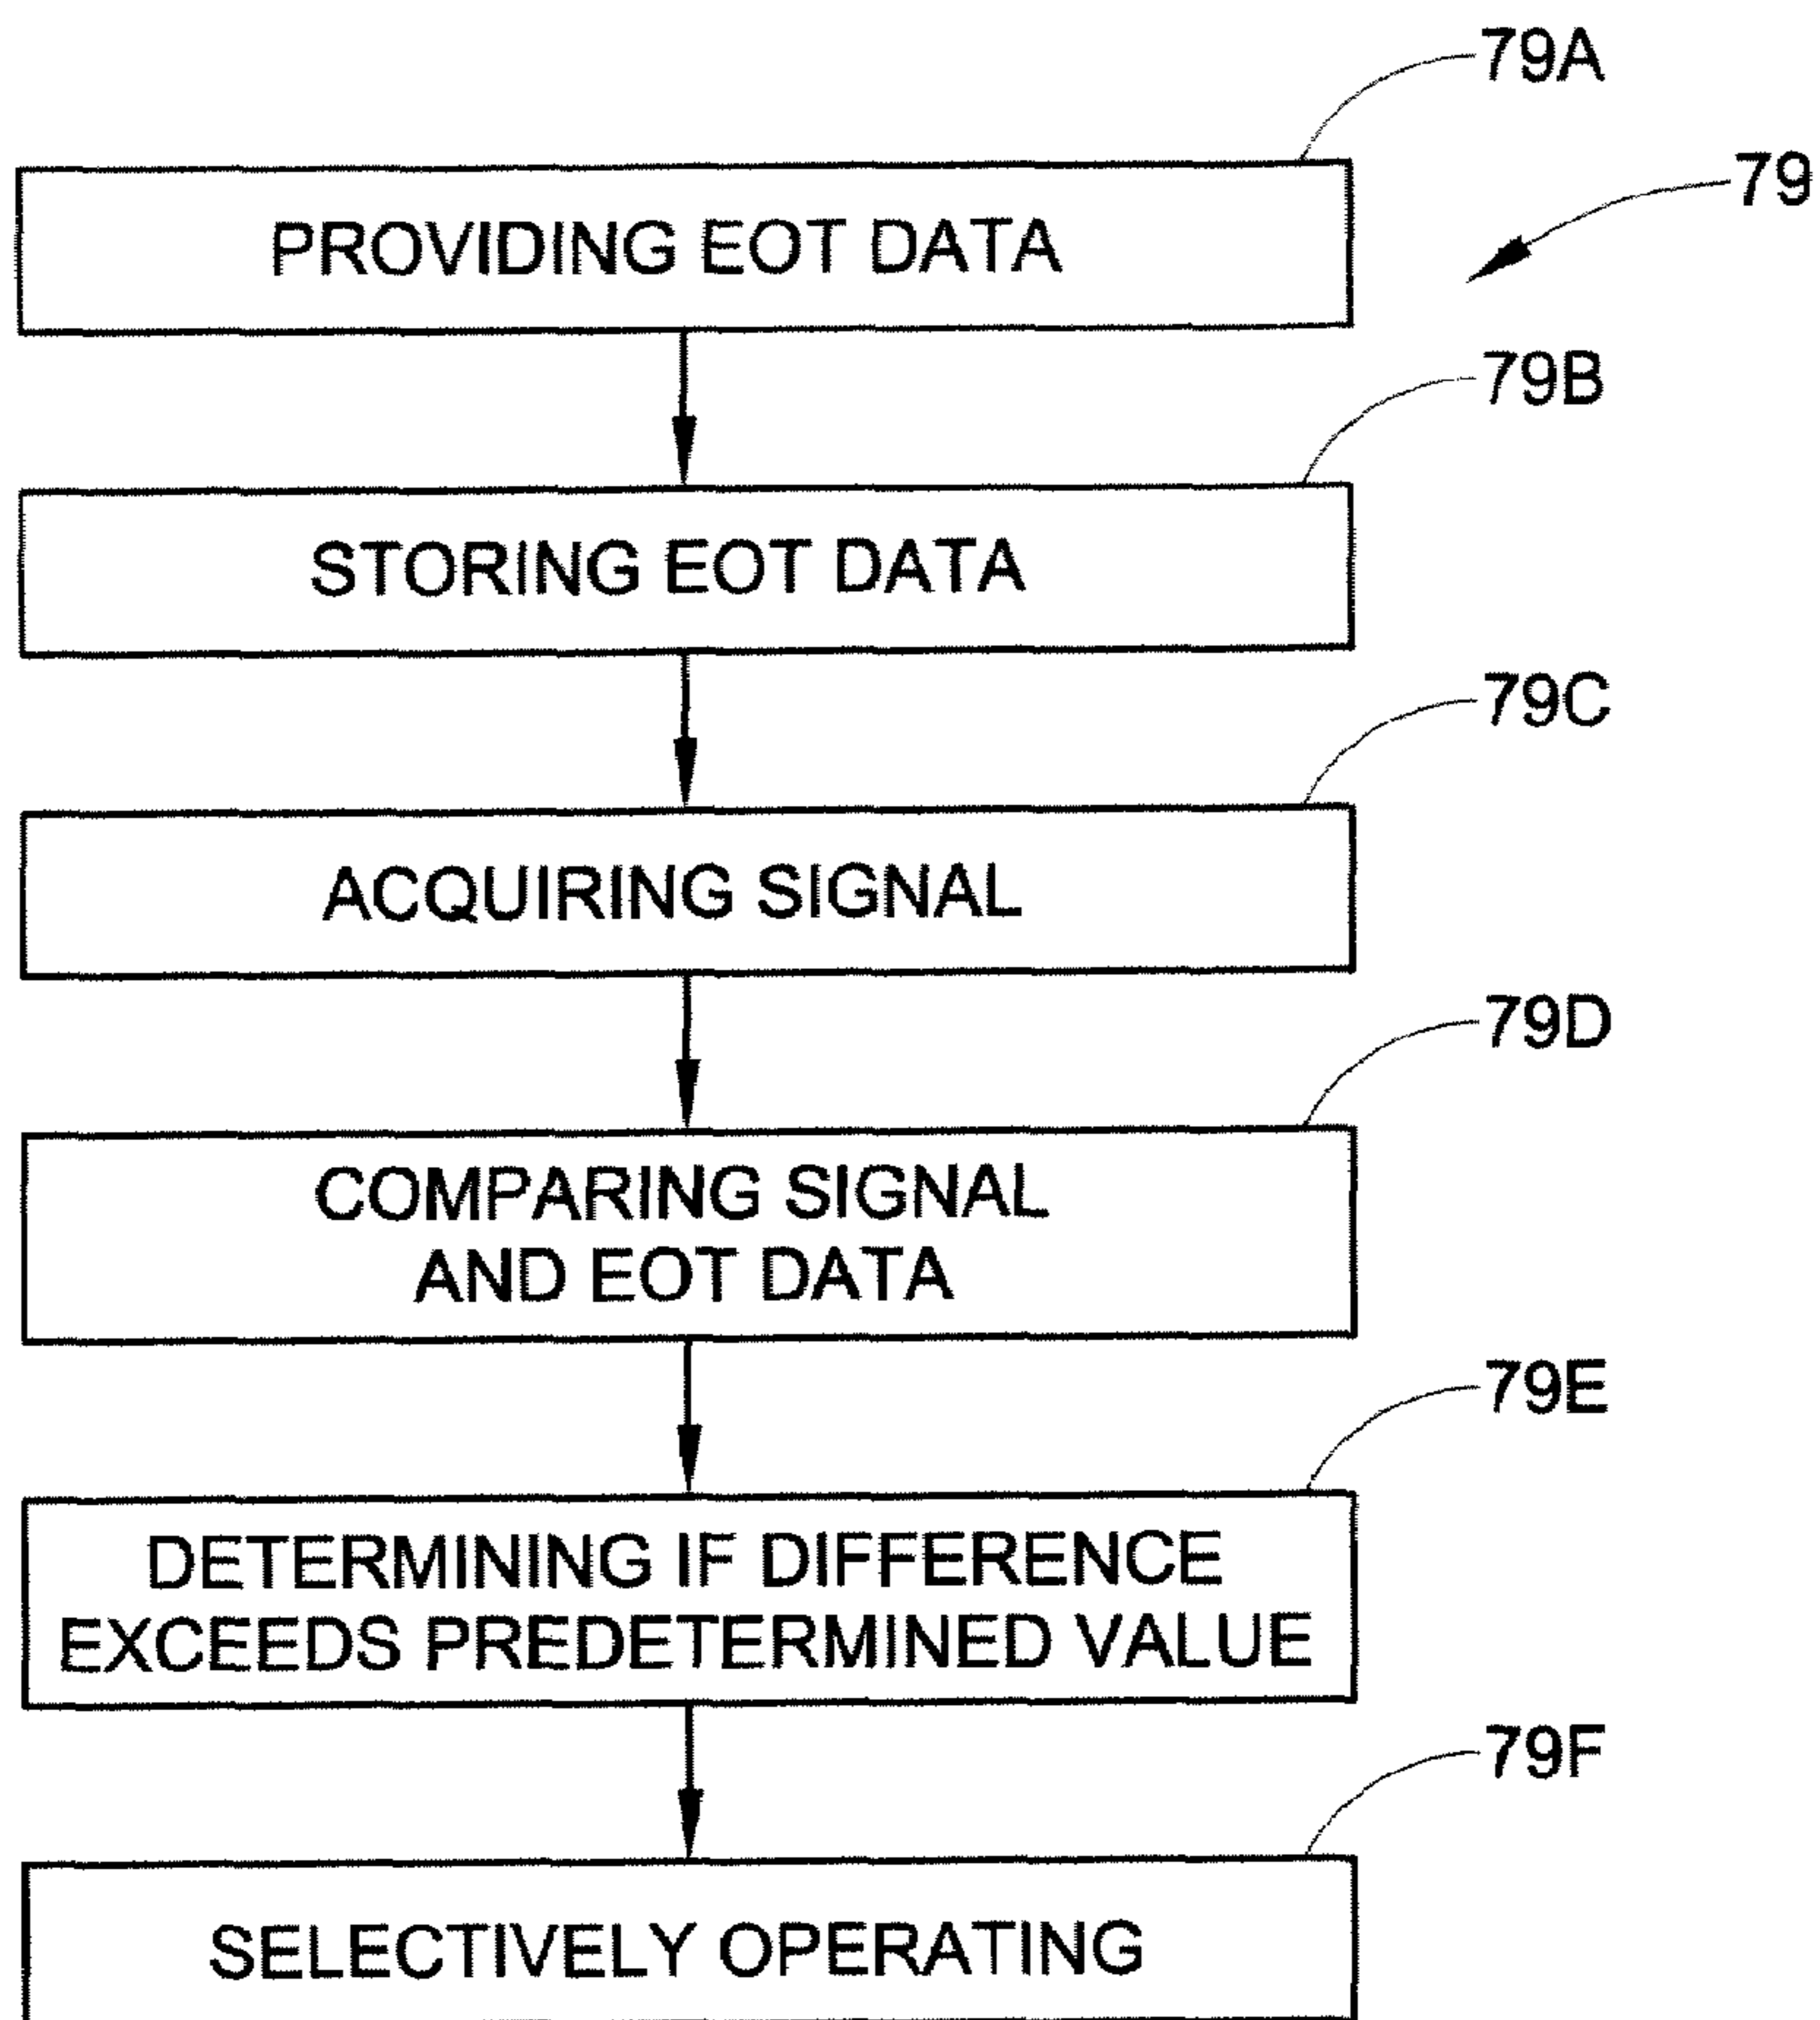 79A
79
PROVIDING EOT DATA
79B
STORING EOT DATA
79C
ACQUIRING SIGNAL
79D
COMPARING SIGNAL
AND EOT DATA
79E
DETERMINING IF DIFFERENCE
EXCEEDS PREDETERMINED VALUE
79F
SELECTIVELY OPERATING